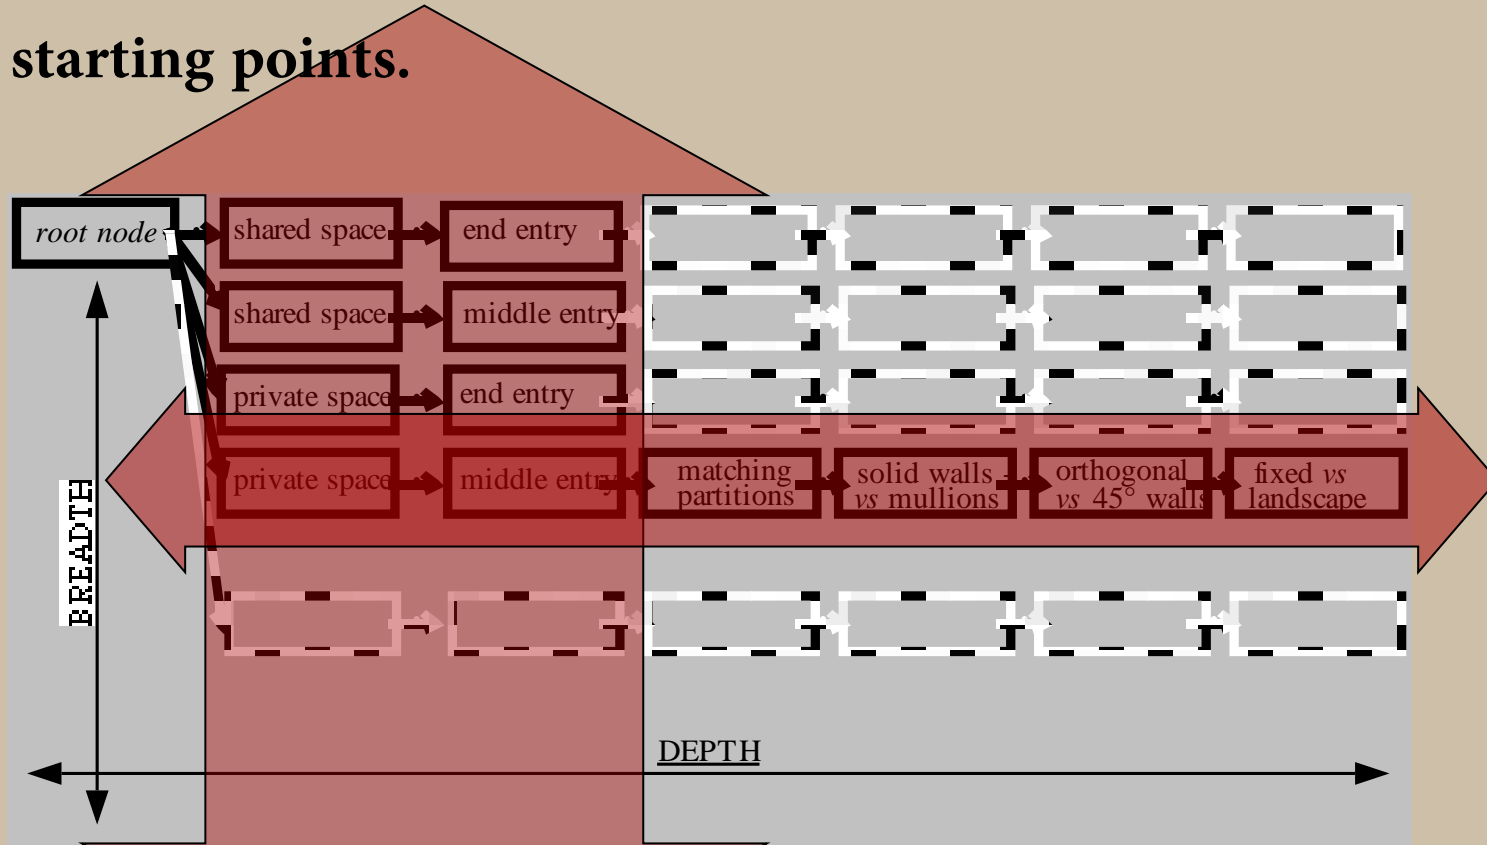 starting points.
root node
shared space
end entry
shared space
middle entry
private space
end entry
private space
middle entry
matching
partitions
solid walls
vs mullions
orthogonal
vs 45° walls
fixed vs
landscape
BREADTH
DEPTH